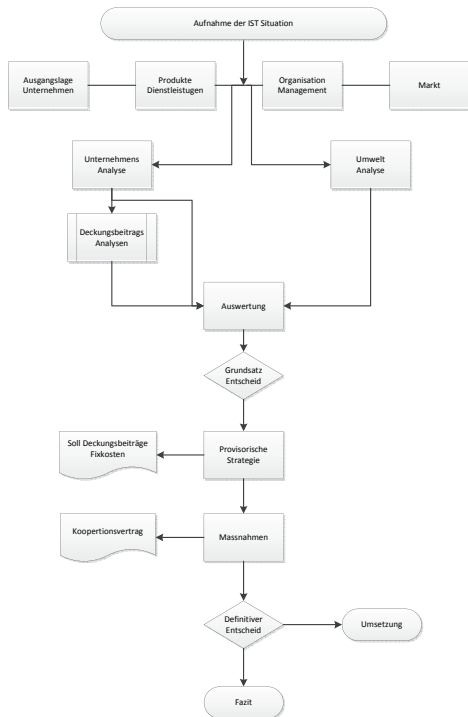 Aufnahme der IST Situation
Ausgangslage
Unternehmen
Produkte
Dienstleistugen
Organisation
Management
Markt
Unternehmens
Analyse
Umwelt
Analyse
Deckungsbeitrags
Analysen
Auswertung
Grundsatz
Entscheid
Soll Deckungsbeiträge
Fixkosten
Provisorische
Strategie
Koopertionsvertrag
Massnahmen
Definitiver
Entscheid
Umsetzung
Fazit